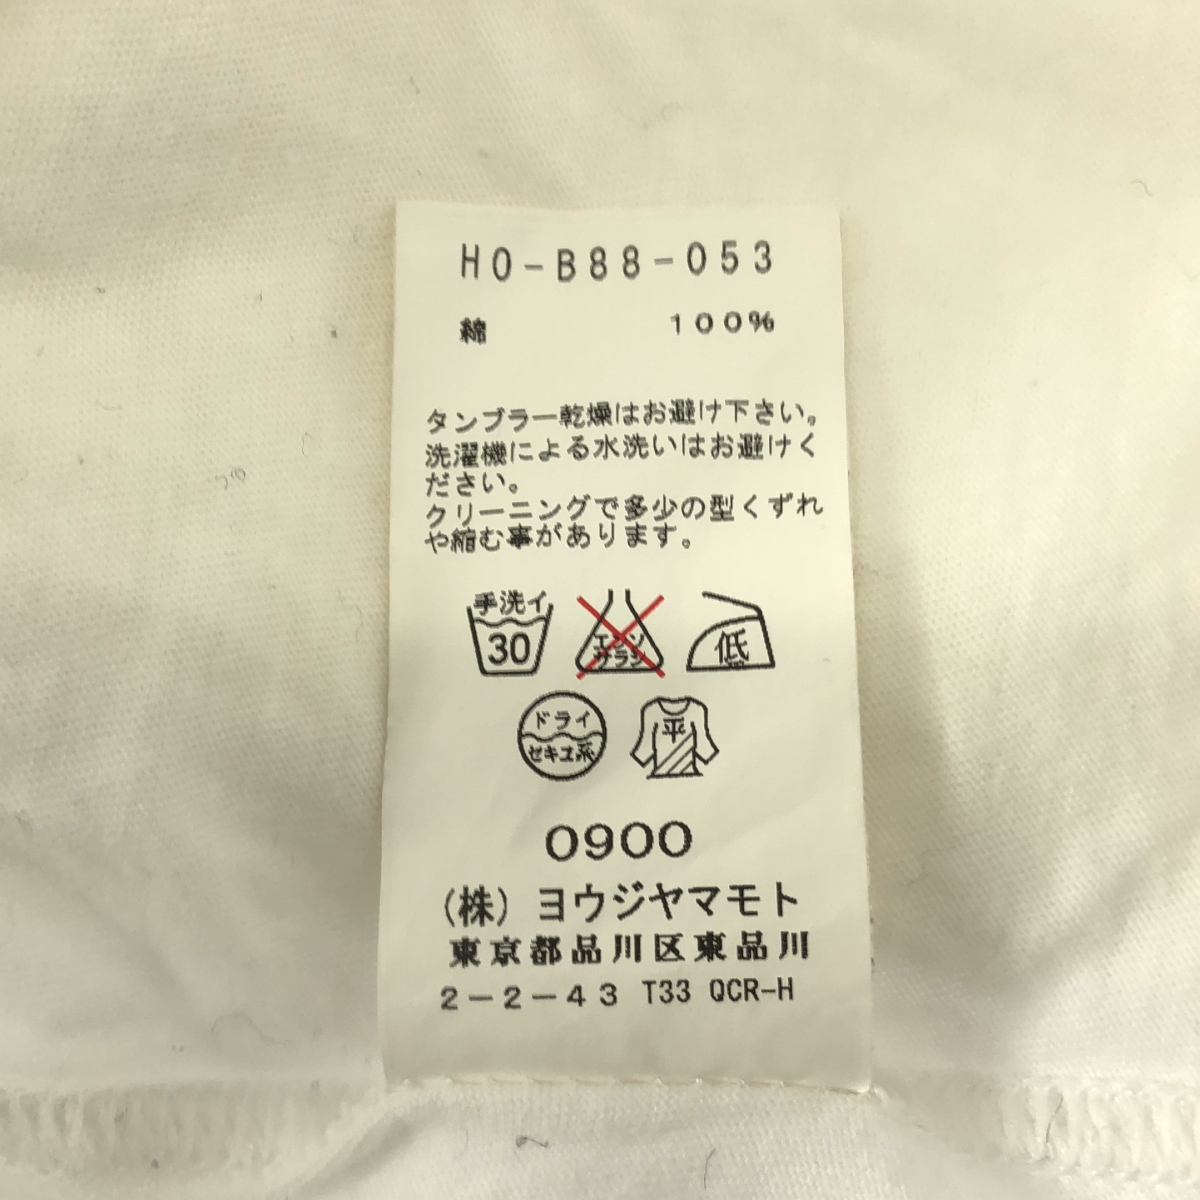 HO-B88-053
綿 100%
タンブラー乾燥はお避け下さい。
洗濯機による水洗いはお避けく
ださい。
クリーニングで多少の型くずれ
や縮む事があります。
手洗イ
30
エンソ
サラシ
低
ドライ
セキユ系
平
0900
(株) ヨウジヤマモト
東京都品川区東品川
2-2-43 T33 QCR-H